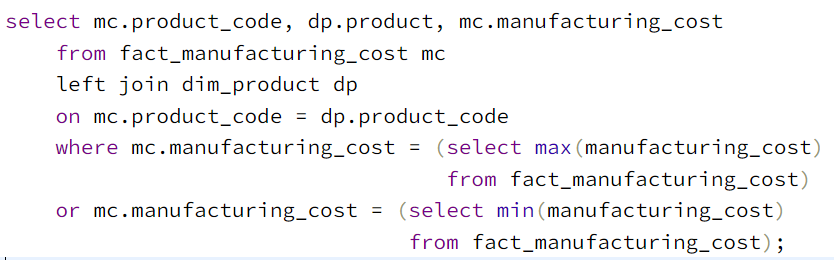 select mc.product_code, dp.product, mc.manufacturing_cost
from fact_manufacturing_cost mc
left join dim_product dp
on mc.product_code = dp.product_code
where mc.manufacturing_cost = (select max(manufacturing_cost)
from fact_manufacturing_cost)
or mc.manufacturing_cost = (select min(manufacturing_cost)
from fact_manufacturing_cost);